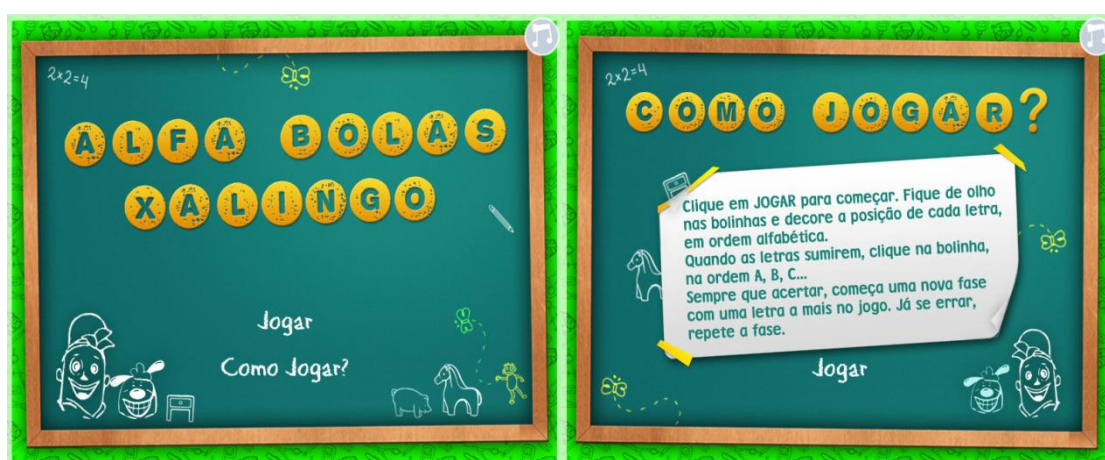 2x2=4
ALFA BOLAS
XALINGO
Jogar
Como Jogar?
2x2=4
COMO JOGAR?
Clique em JOGAR para começar. Fique de olho
nas bolinhas e decore a posição de cada letra,
em ordem alfabética.
Quando as letras sumirem, clique na bolinha,
na ordem A, B, C...
Sempre que acertar, começa uma nova fase
com uma letra a mais no jogo. Já se errar,
repete a fase.
Jogar